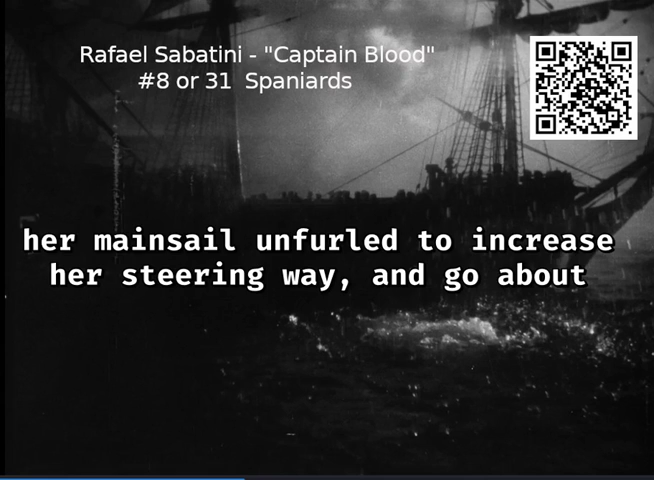 Rafael Sabatini - "Captain Blood"
#8 or 31 Spaniards
her mainsail unfurled to increase
her steering way, and go about